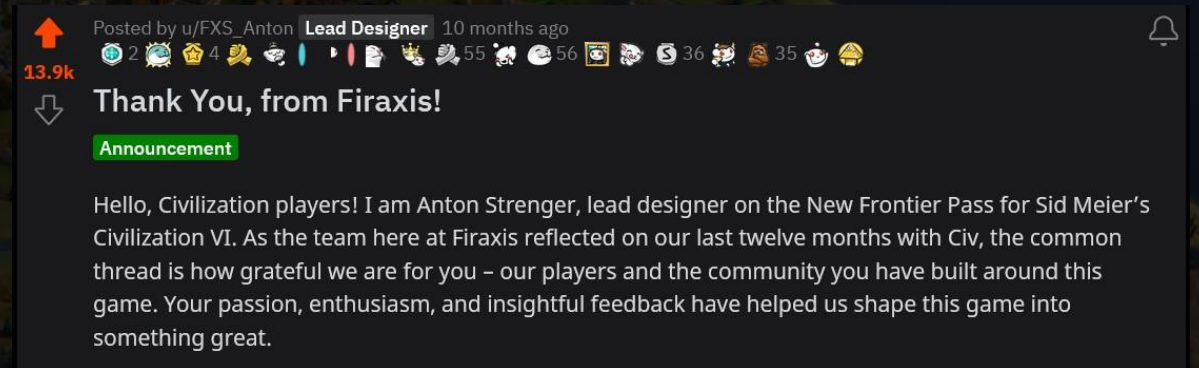 Posted by u/FXS_Anton Lead Designer 10 months ago
2 4 55 56 S 36 35
13.9k
Thank You, from Firaxis!
Announcement
Hello, Civilization players! I am Anton Strenger, lead designer on the New Frontier Pass for Sid Meier’s
Civilization VI. As the team here at Firaxis reflected on our last twelve months with Civ, the common
thread is how grateful we are for you – our players and the community you have built around this
game. Your passion, enthusiasm, and insightful feedback have helped us shape this game into
something great.